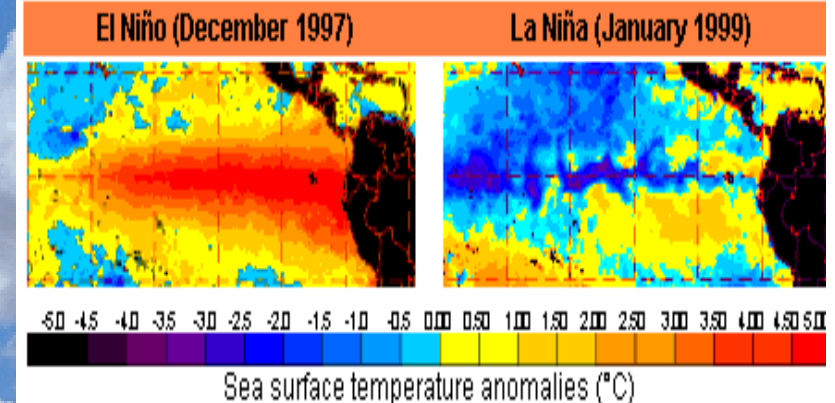 El Niño (December 1997) La Niña (January 1999)
-5.0 -4.5 -4.0 -3.5 -3.0 -2.5 -2.0 -1.5 -1.0 -0.5 0.00 0.50 1.00 1.50 2.00 2.50 3.00 3.50 4.00 4.50 5.00
Sea surface temperature anomalies (°C)